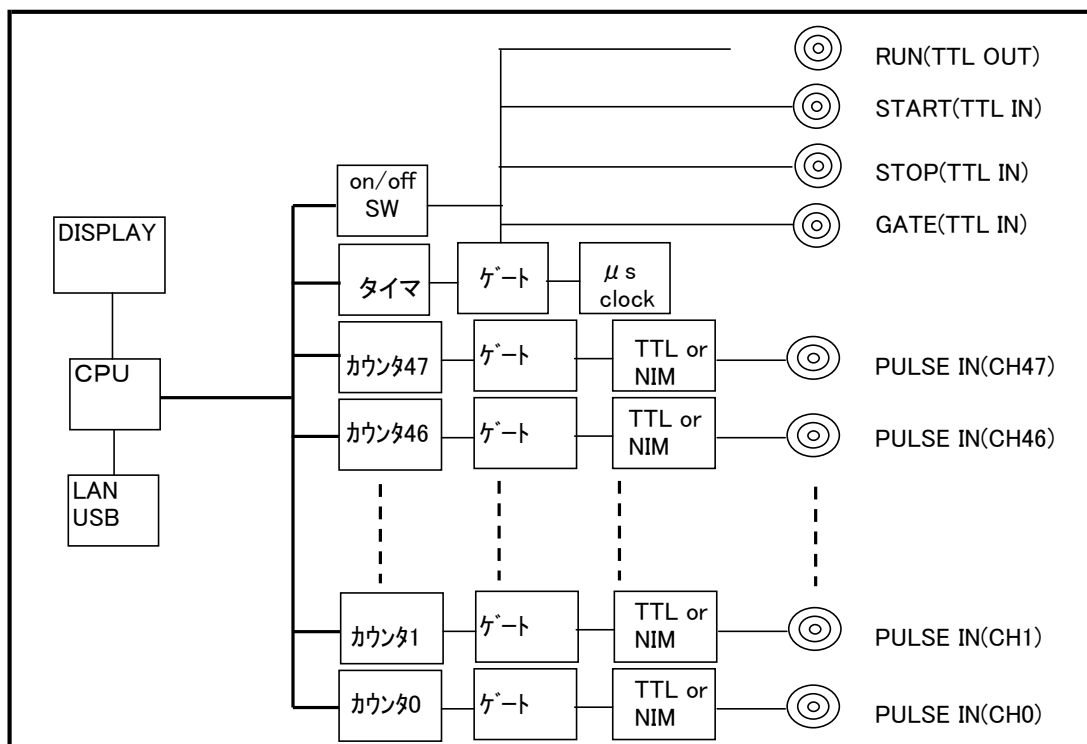 RUN(TTL OUT)
START(TTL IN)
on/off
SW
STOP(TTL IN)
DISPLAY
GATE(TTL IN)
タイマ
ｹﾞｰﾄ
μs
clock
CPU
ｶｳﾝﾀ47
ｹﾞｰﾄ
TTL or
NIM
PULSE IN(CH47)
ｶｳﾝﾀ46
ｹﾞｰﾄ
TTL or
NIM
PULSE IN(CH46)
LAN
USB
ｶｳﾝﾀ1
ｹﾞｰﾄ
TTL or
NIM
PULSE IN(CH1)
ｶｳﾝﾀ0
ｹﾞｰﾄ
TTL or
NIM
PULSE IN(CH0)